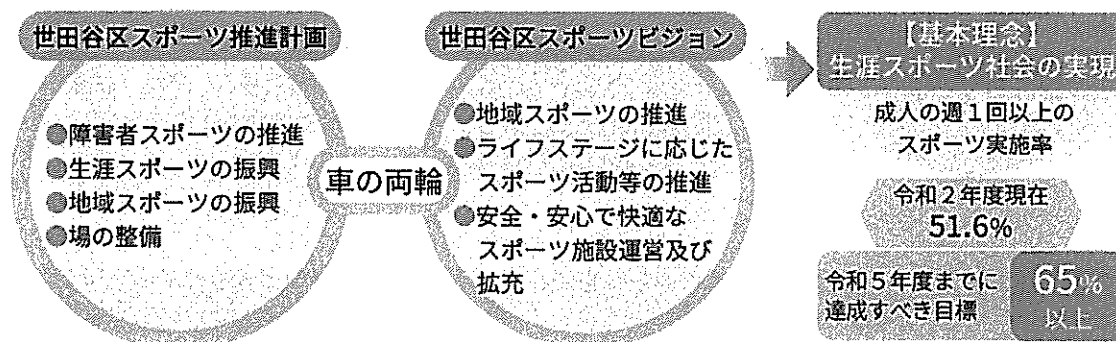 世田谷区スポーツ推進計画
●障害者スポーツの推進
●生涯スポーツの振興
●地域スポーツの振興
●場の整備
車の両輪
世田谷区スポーツビジョン
●地域スポーツの推進
●ライフステージに応じた
スポーツ活動等の推進
●安全・安心で快適な
スポーツ施設運営及び
拡充
【基本理念】
生涯スポーツ社会の実現
成人の週1回以上の
スポーツ実施率
令和2年度現在
51.6%
令和5年度までに
達成すべき目標
65%
以上